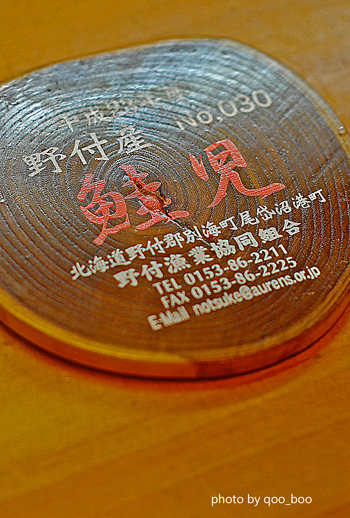 野付産 No,030
鮭児
北海道野付郡別海町尾岱沼港町
野付漁業協同組合
TEL 0153-86-2211
FAX 0153-86-2225
E-Mail notsuke@aurens.or.jp
photo by qoo_boo